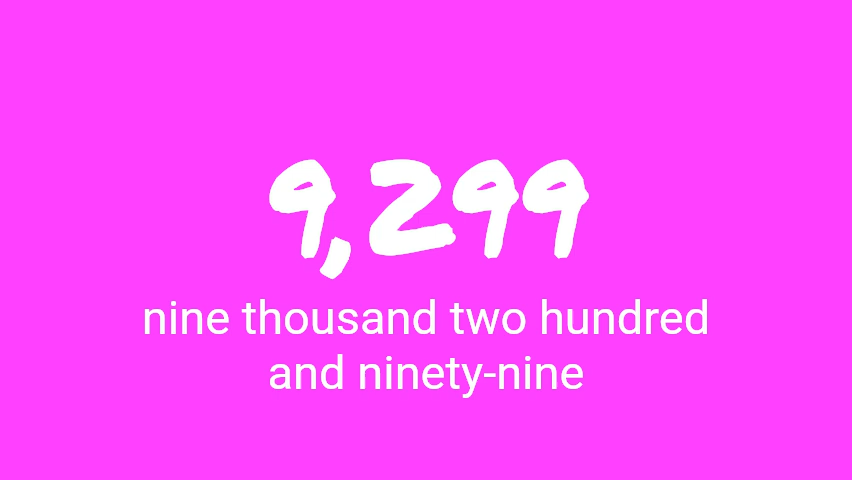 9,299
nine thousand two hundred
and ninety-nine